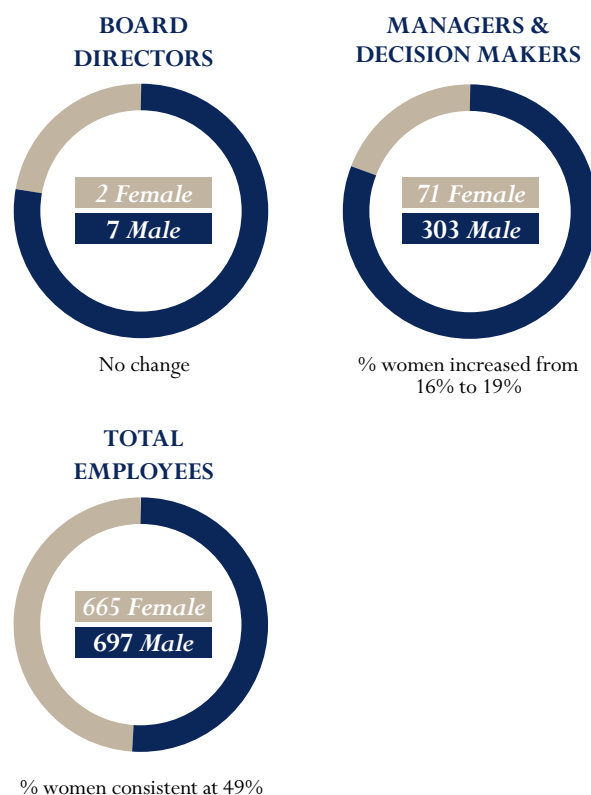 BOARD
DIRECTORS
2 Female
7 Male
No change
MANAGERS &
DECISION MAKERS
71 Female
303 Male
% women increased from
16% to 19%
TOTAL
EMPLOYEES
665 Female
697 Male
% women consistent at 49%